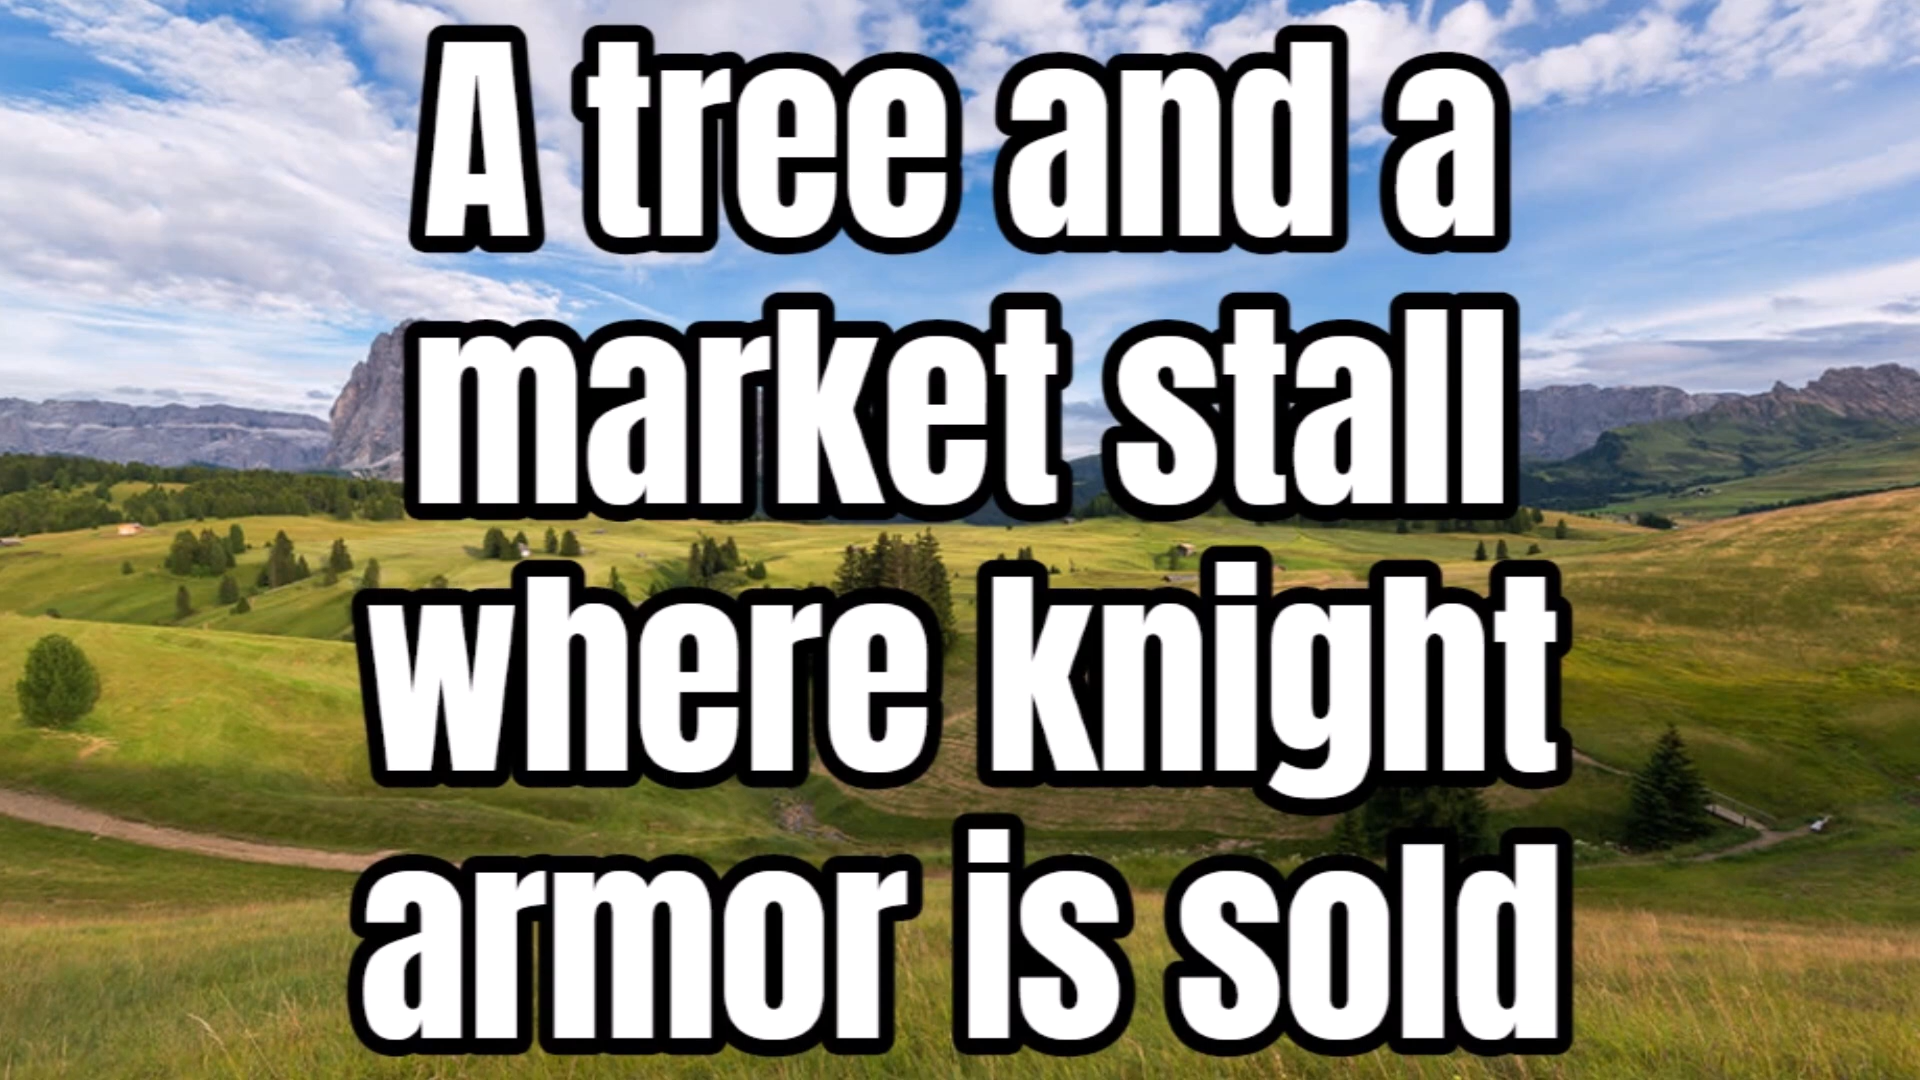 A tree and a
market stall
where knight
armor is sold